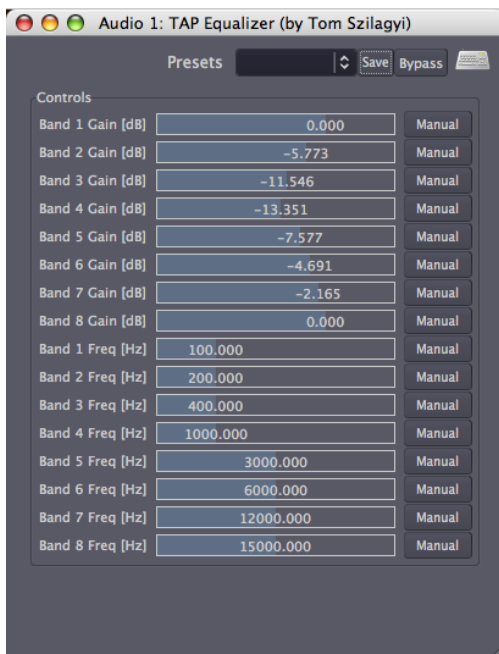 Audio 1: TAP Equalizer (by Tom Szilagyi)
Presets Save Bypass
Controls
Band 1 Gain [dB] 0.000 Manual
Band 2 Gain [dB] -5.773 Manual
Band 3 Gain [dB] -11.546 Manual
Band 4 Gain [dB] -13.351 Manual
Band 5 Gain [dB] -7.577 Manual
Band 6 Gain [dB] -4.691 Manual
Band 7 Gain [dB] -2.165 Manual
Band 8 Gain [dB] 0.000 Manual
Band 1 Freq [Hz] 100.000 Manual
Band 2 Freq [Hz] 200.000 Manual
Band 3 Freq [Hz] 400.000 Manual
Band 4 Freq [Hz] 1000.000 Manual
Band 5 Freq [Hz] 3000.000 Manual
Band 6 Freq [Hz] 6000.000 Manual
Band 7 Freq [Hz] 12000.000 Manual
Band 8 Freq [Hz] 15000.000 Manual